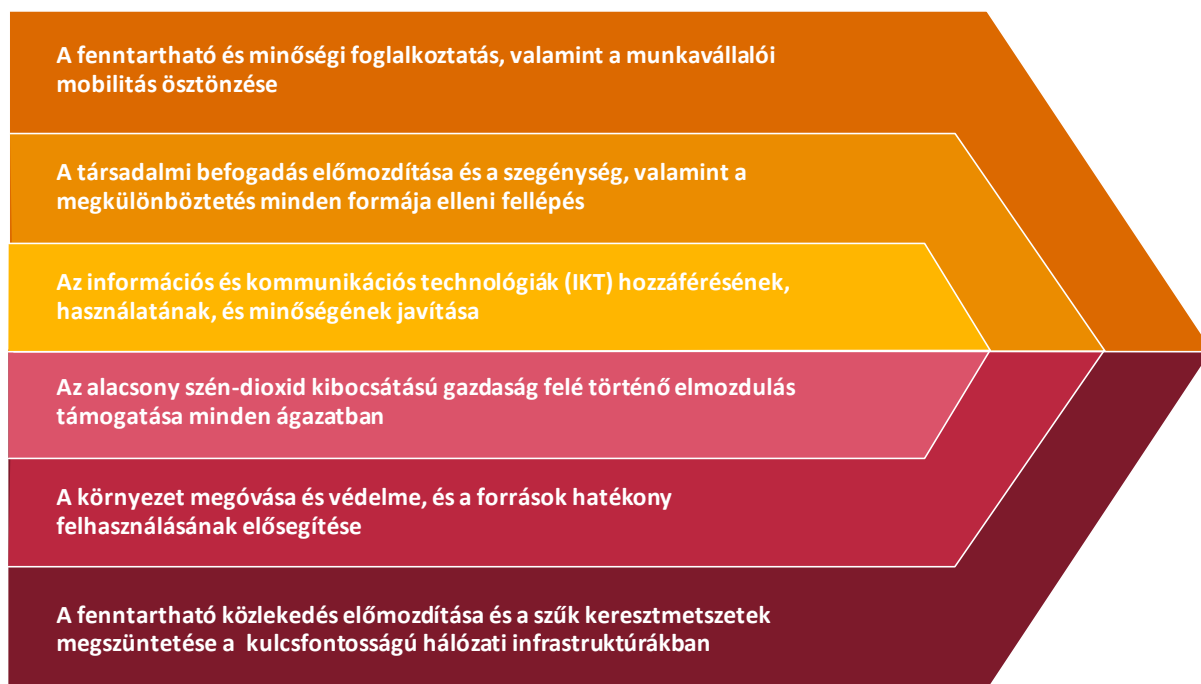 A fenntartható és minőségi foglalkoztatás, valamint a munkavállalói
mobilitás ösztönzése
A társadalmi befogadás előmozdítása és a szegénység, valamint a
megkülönböztetés minden formája elleni fellépés
Az információs és kommunikációs technológiák (IKT) hozzáférésének,
használatának, és minőségének javítása
Az alacsony szén-dioxid kibocsátású gazdaság felé történő elmozdulás
támogatása minden ágazatban
A környezet megóvása és védelme, és a források hatékony
felhasználásának elősegítése
A fenntartható közlekedés előmozdítása és a szűk keresztmetszetek
megszüntetése a  kulcsfontosságú hálózati infrastruktúrákban